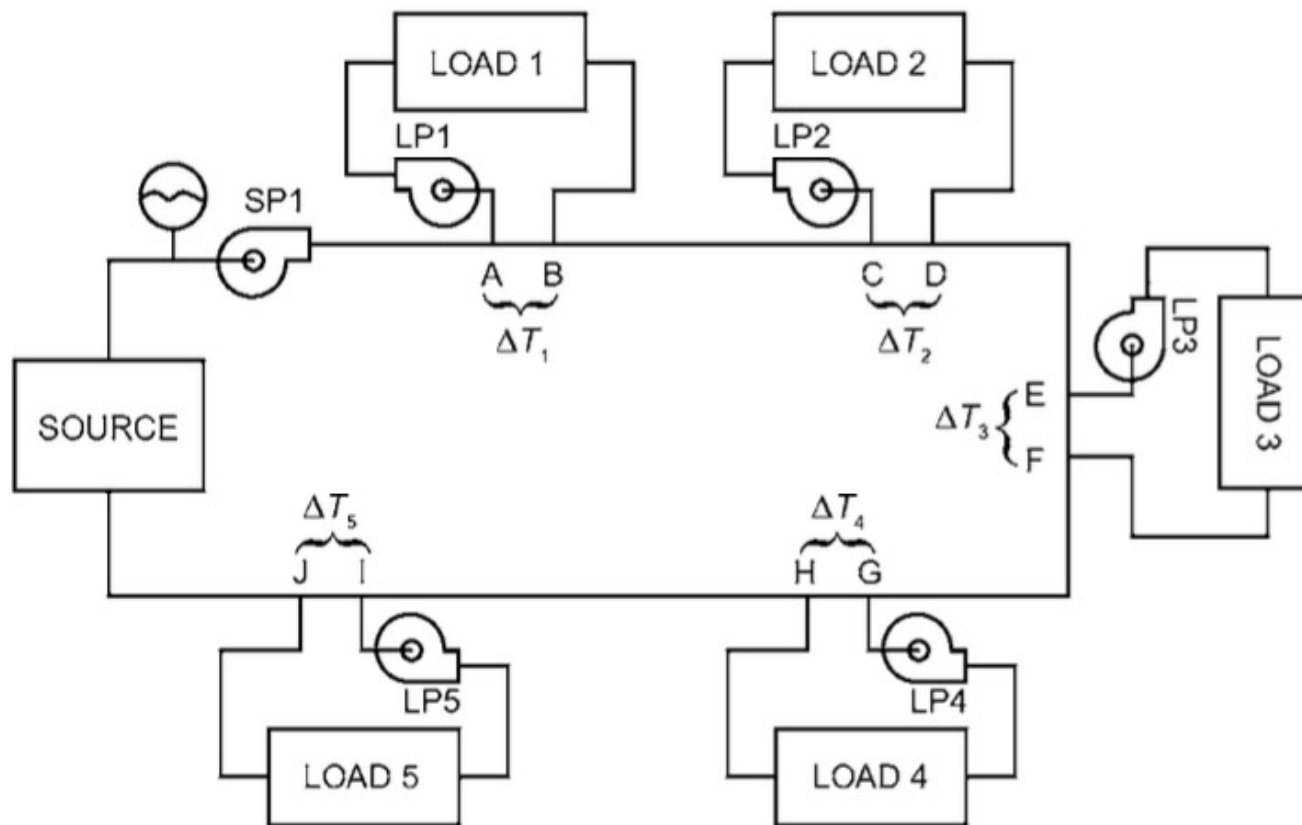 LOAD 1
LOAD 2
LP1
LP2
SP1
A B
C D
ΔT₁
ΔT₂
LP3
LOAD 3
E
ΔT₃
F
SOURCE
ΔT₅
ΔT₄
J I
H G
LP5
LP4
LOAD 5
LOAD 4